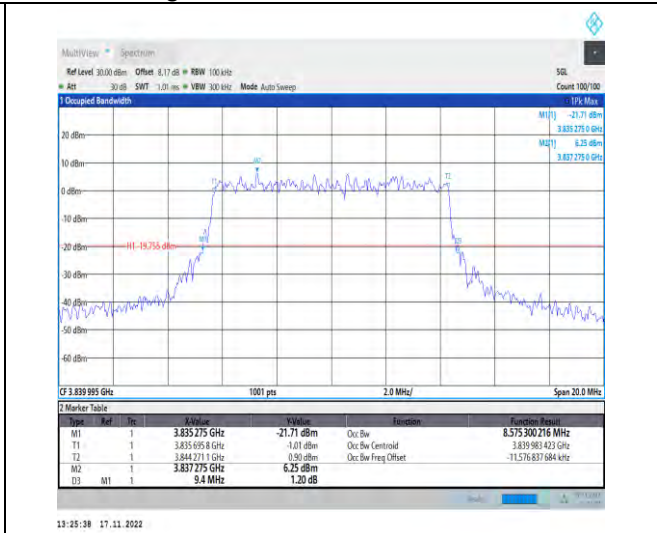 MultiView Spectrum
Ref Level 30.00 dBm Offset 8.17 dB RBW 100 kHz SGL
Att 30 dB SWT 1.01 ms VBW 300 kHz Mode Auto Sweep Count 100/100
1 Occupied Bandwidth 1Pk Max
M1[1] -21.71 dBm
3.835 275 0 GHz
M2[1] 6.25 dBm
3.837 275 0 GHz
20 dBm
10 dBm
0 dBm
-10 dBm
-20 dBm
-30 dBm
-40 dBm
-50 dBm
-60 dBm
T1
M2
T2
H1 -19.755 dBm
M1
D3
CF 3.839 995 GHz 1001 pts 2.0 MHz/ Span 20.0 MHz
2 Marker Table
Type Ref Trc X-Value Y-Value Function Function Result
M1 1 3.835 275 GHz -21.71 dBm Occ Bw 8.575 300 216 MHz
T1 1 3.835 695 8 GHz -1.01 dBm Occ Bw Centroid 3.839 983 423 GHz
T2 1 3.844 271 1 GHz 0.90 dBm Occ Bw Freq Offset -11.576 837 684 kHz
M2 1 3.837 275 GHz 6.25 dBm
D3 M1 1 9.4 MHz 1.20 dB
13:25:38 17.11.2022